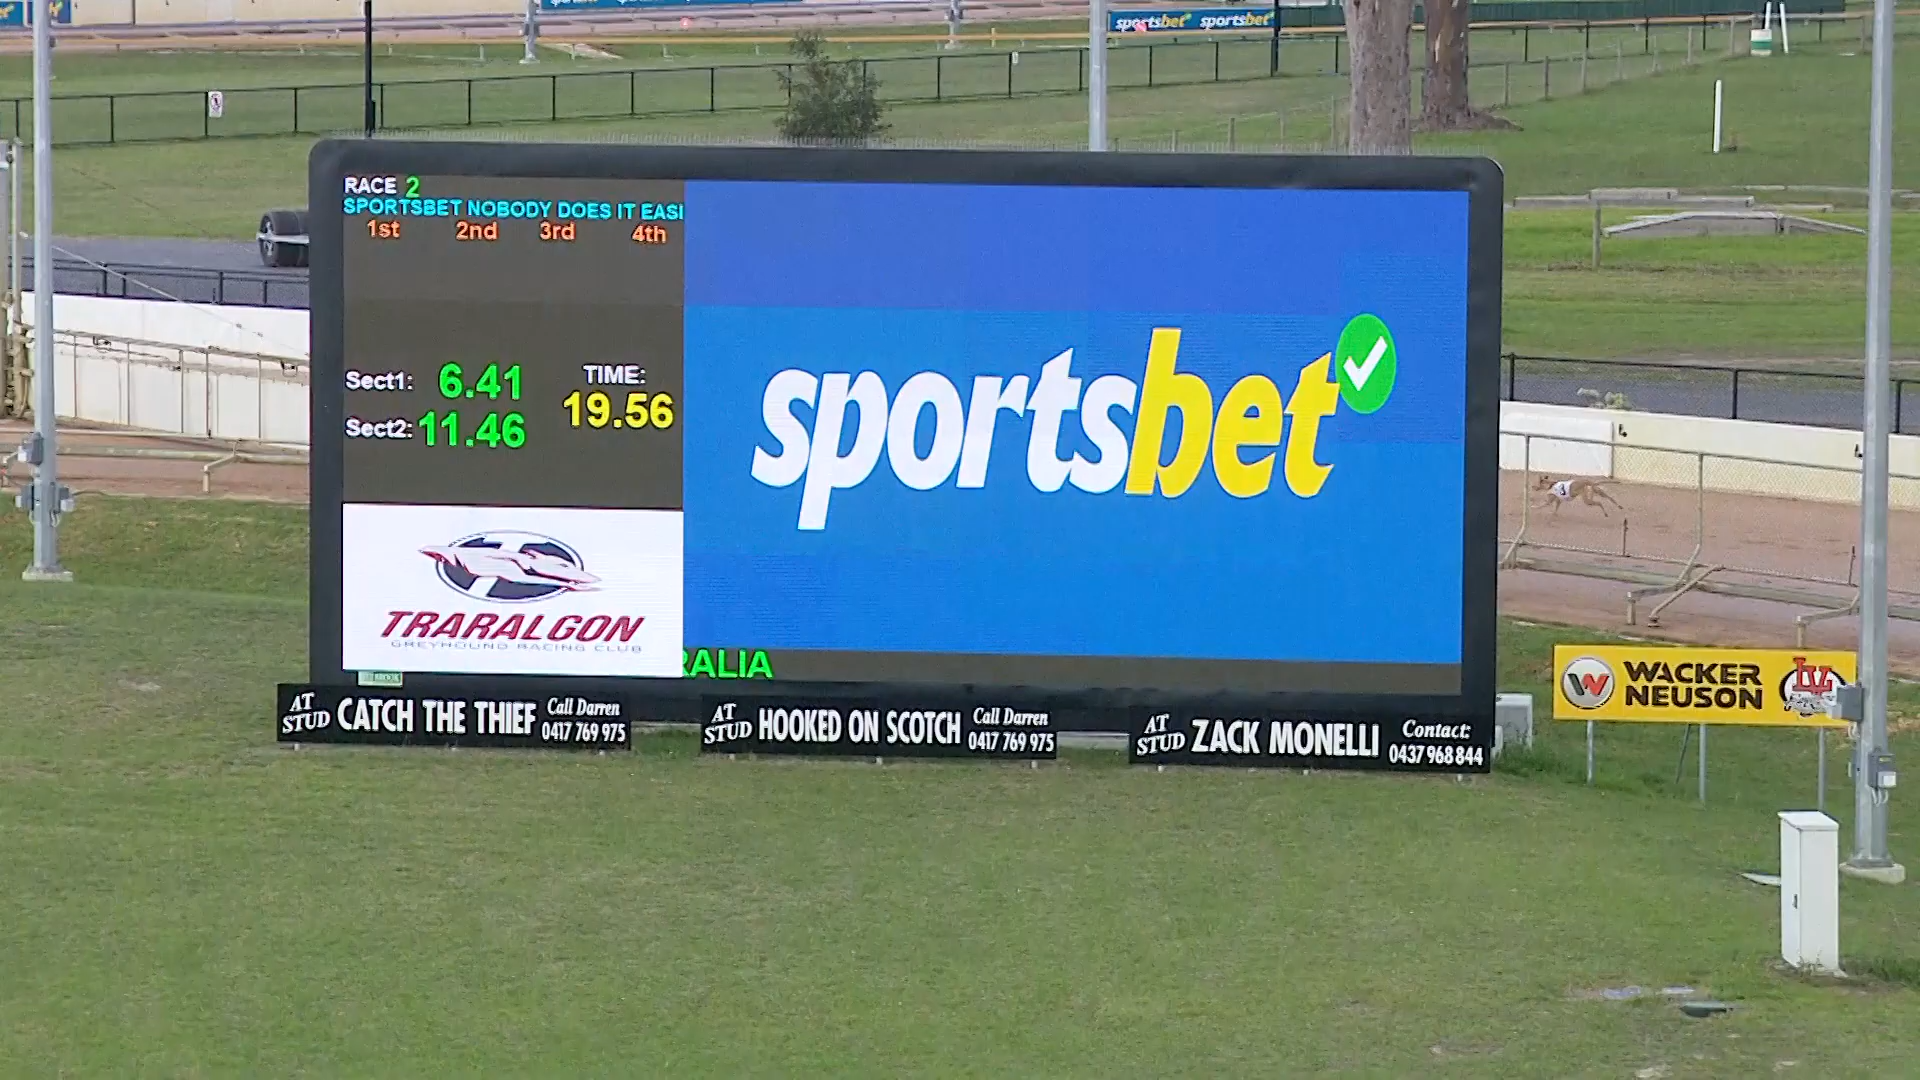 sportsbet sportsbet
RACE 2
SPORTSBET NOBODY DOES IT EASI
1st 2nd 3rd 4th
Sect1: 6.41
TIME:
19.56
Sect2: 11.46
sportsbet
TRARALGON
GREYHOUND RACING CLUB
RALIA
AT STUD CATCH THE THIEF Call Darren 0417 769 975
AT STUD HOOKED ON SCOTCH Call Darren 0417 769 975
AT STUD ZACK MONELLI Contact: 0437 968 844
WACKER
NEUSON
LV